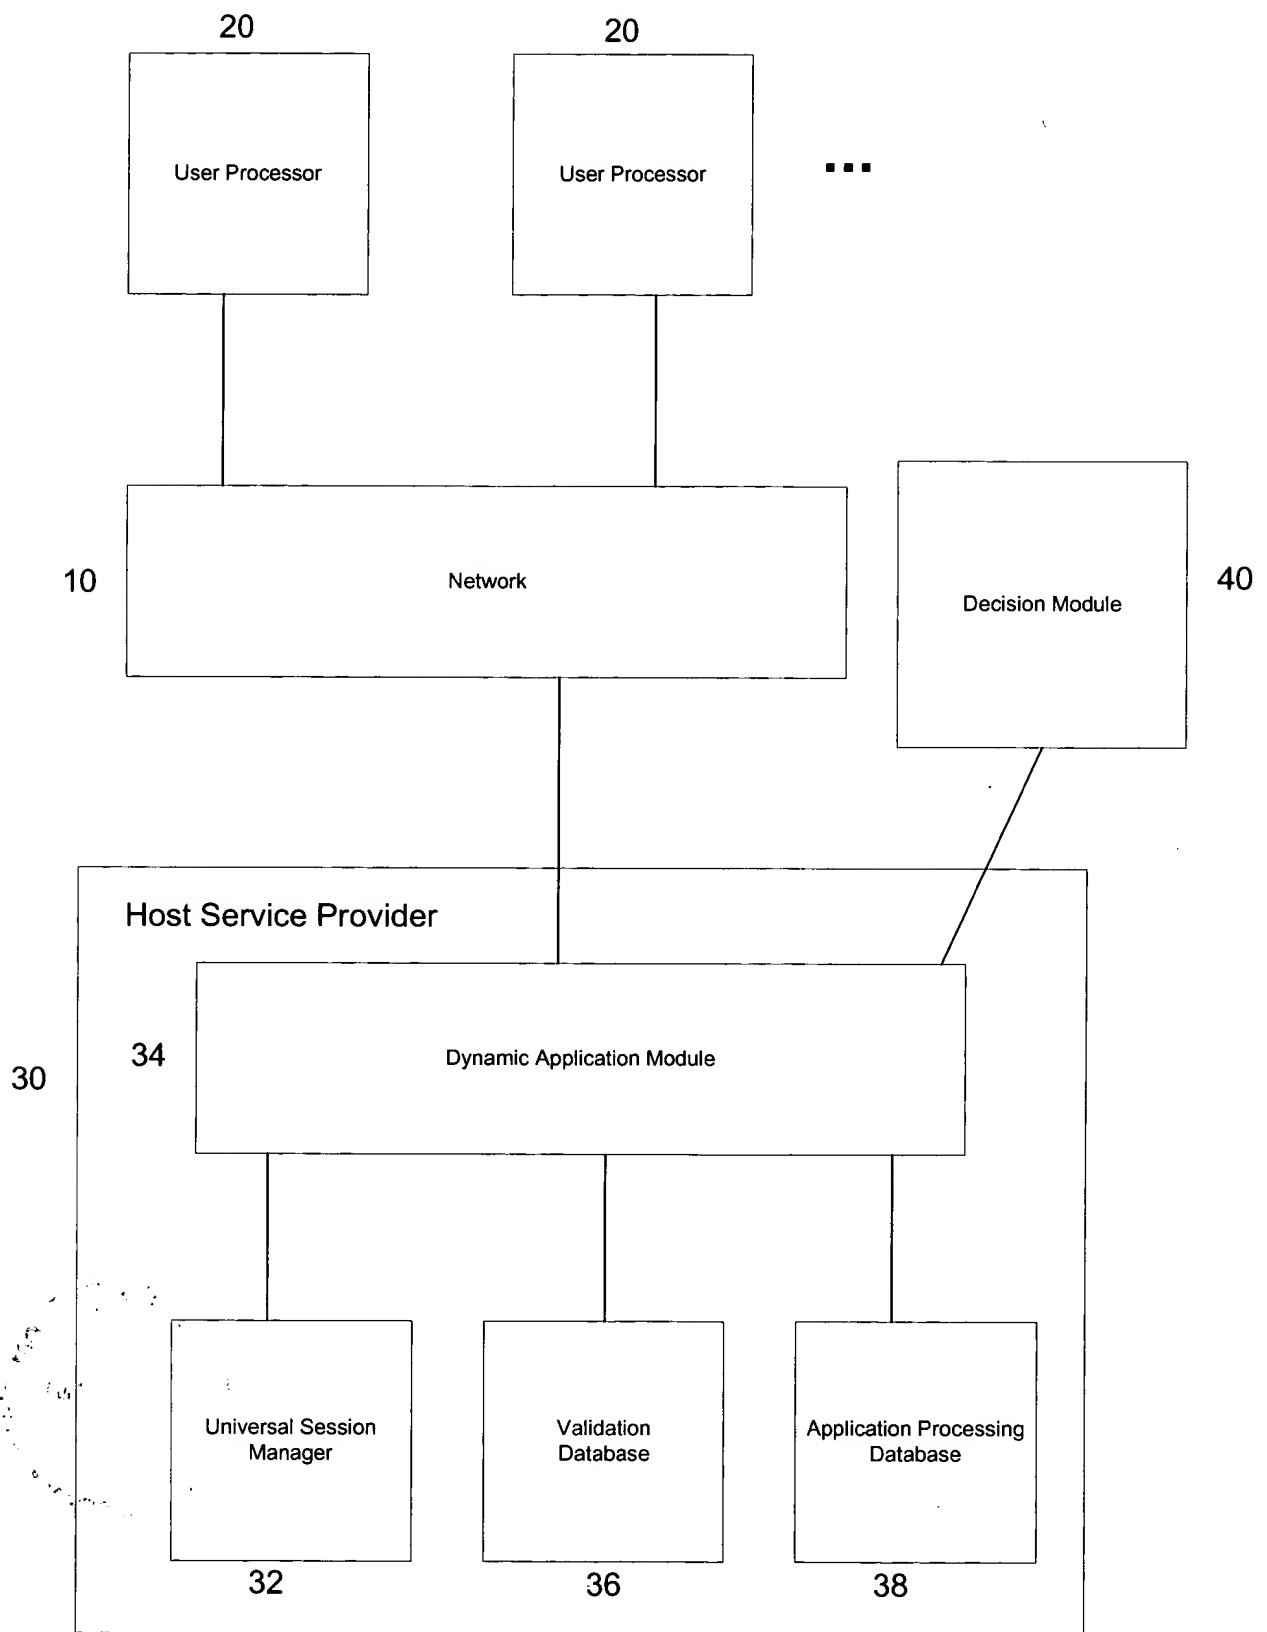 20
20
User Processor
User Processor
...
10
Network
Decision Module
40
Host Service Provider
34
Dynamic Application Module
30
Universal Session
Manager
Validation
Database
Application Processing
Database
32
36
38